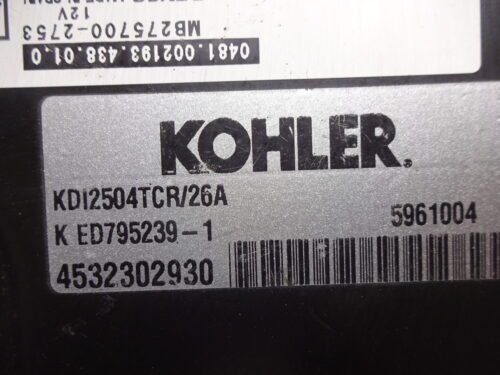 12V
MB275700-2753
0481.002193.438.01.0
KOHLER.
KDI2504TCR/26A
K ED795239-1
5961004
4532302930